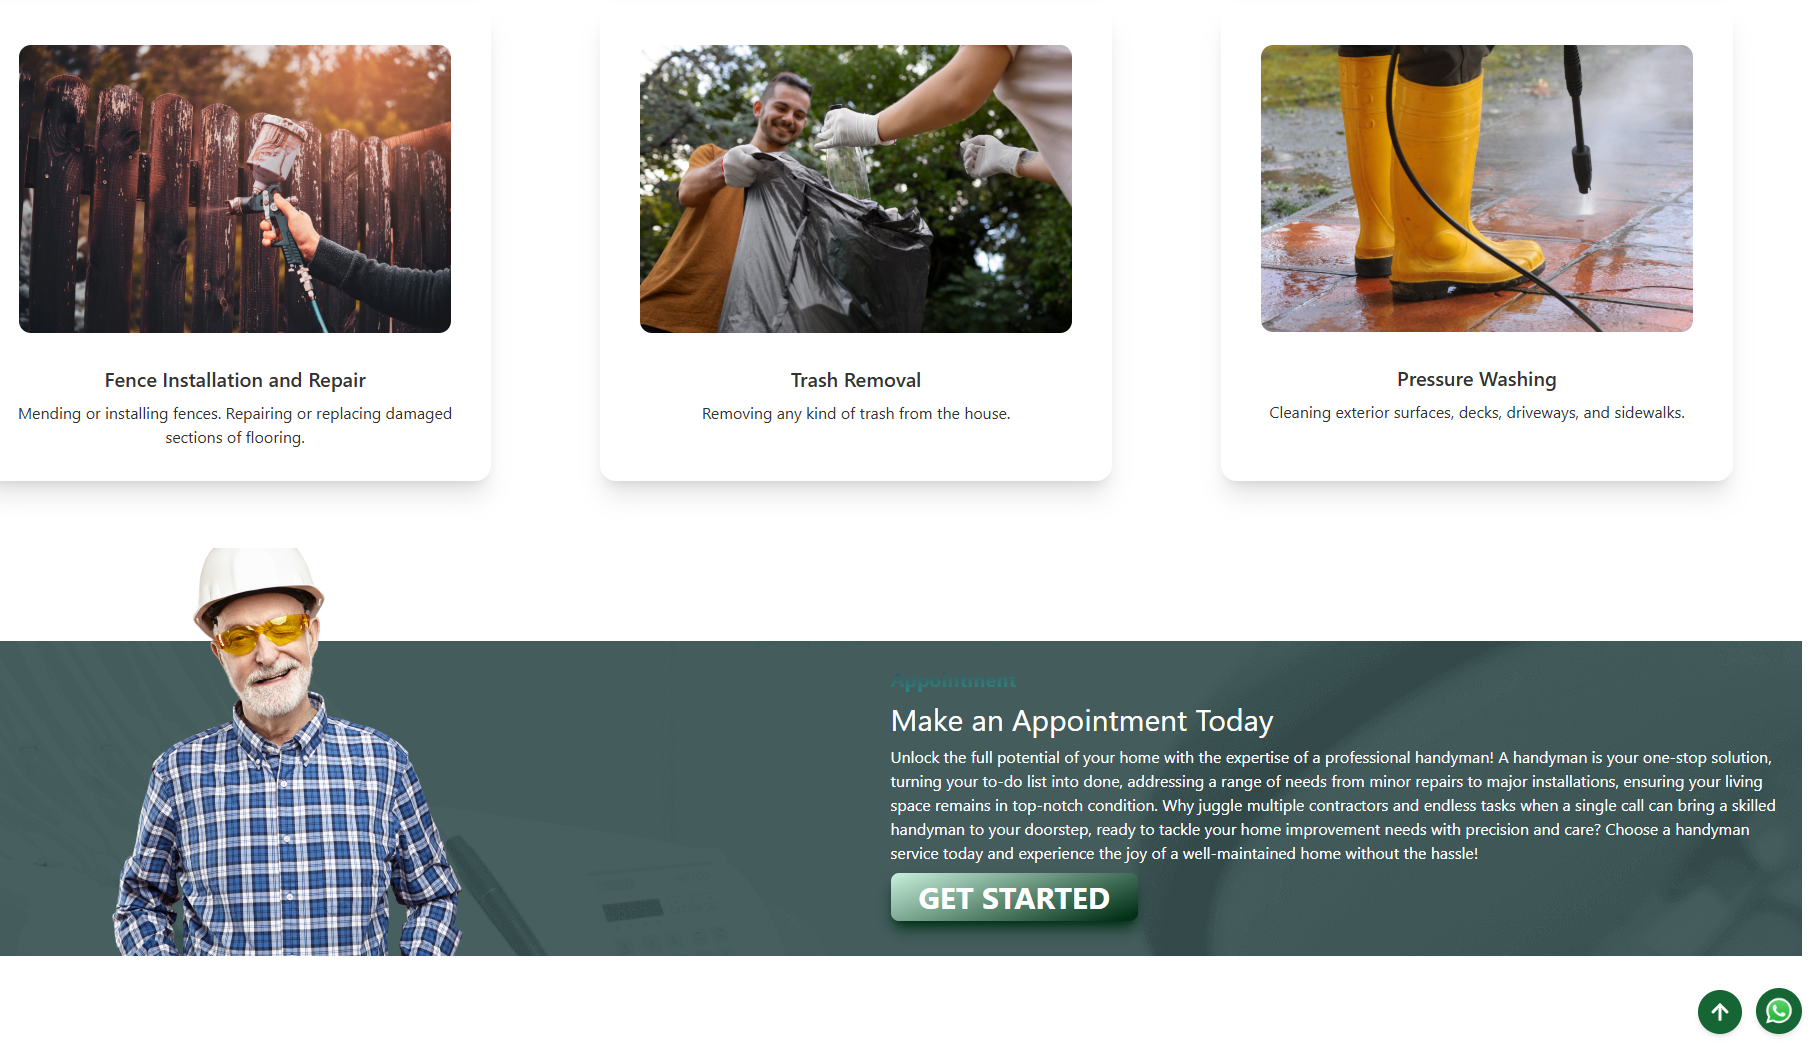 Fence Installation and Repair
Mending or installing fences. Repairing or replacing damaged
sections of flooring.
Trash Removal
Removing any kind of trash from the house.
Pressure Washing
Cleaning exterior surfaces, decks, driveways, and sidewalks.
Appointment
Make an Appointment Today
Unlock the full potential of your home with the expertise of a professional handyman! A handyman is your one-stop solution,
turning your to-do list into done, addressing a range of needs from minor repairs to major installations, ensuring your living
space remains in top-notch condition. Why juggle multiple contractors and endless tasks when a single call can bring a skilled
handyman to your doorstep, ready to tackle your home improvement needs with precision and care? Choose a handyman
service today and experience the joy of a well-maintained home without the hassle!
GET STARTED